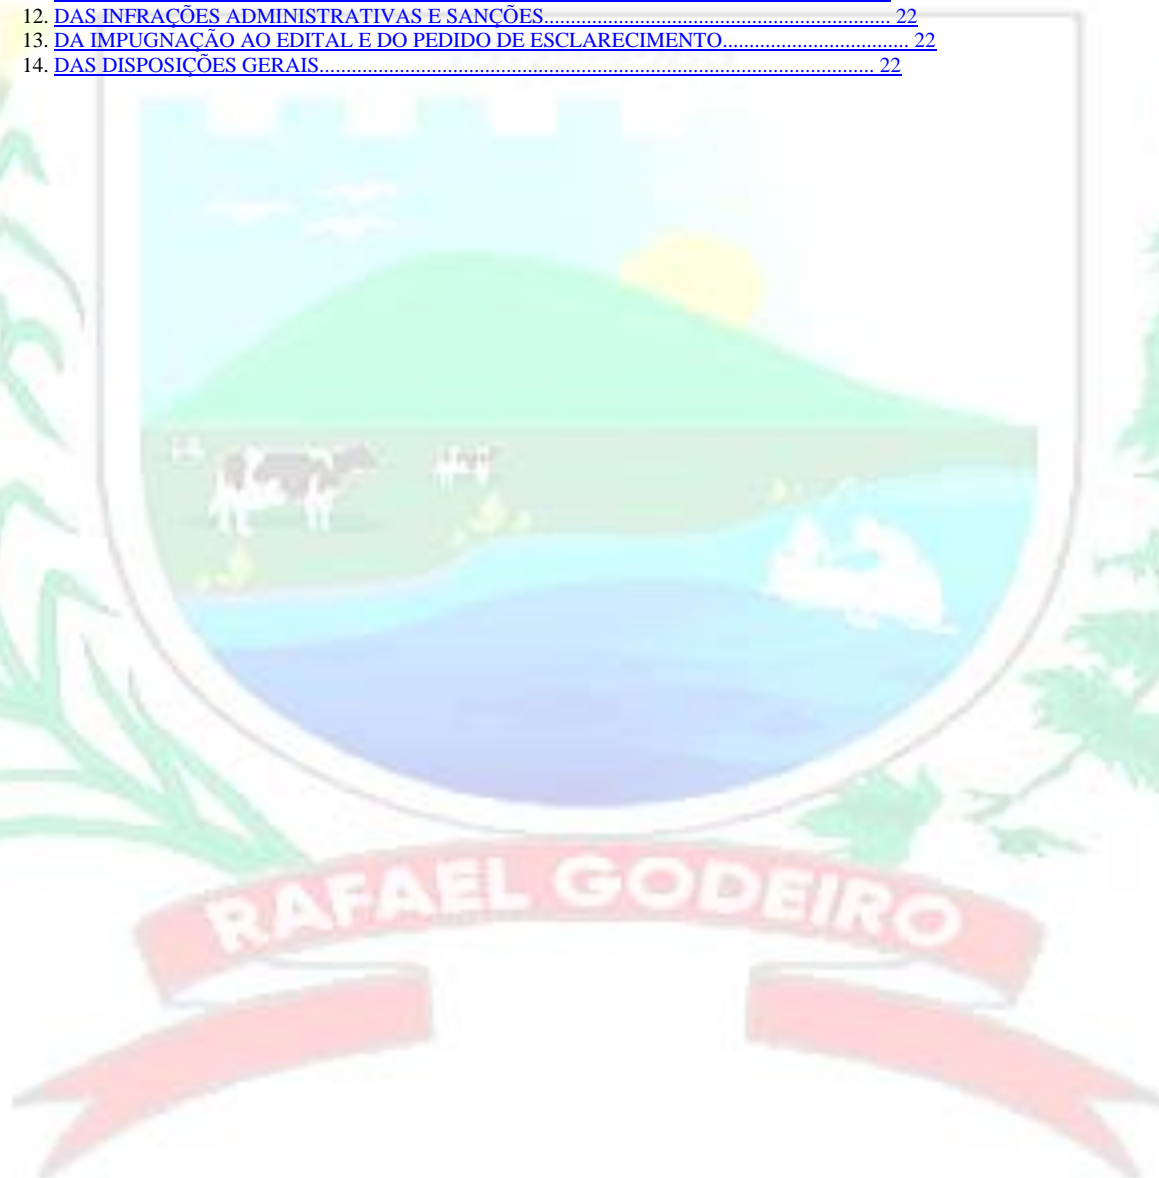 12. DAS INFRAÇÕES ADMINISTRATIVAS E SANÇÕES.................................................................. 22
13. DA IMPUGNAÇÃO AO EDITAL E DO PEDIDO DE ESCLARECIMENTO.................................... 22
14. DAS DISPOSIÇÕES GERAIS........................................................................................................... 22
RAFAEL GODEIRO